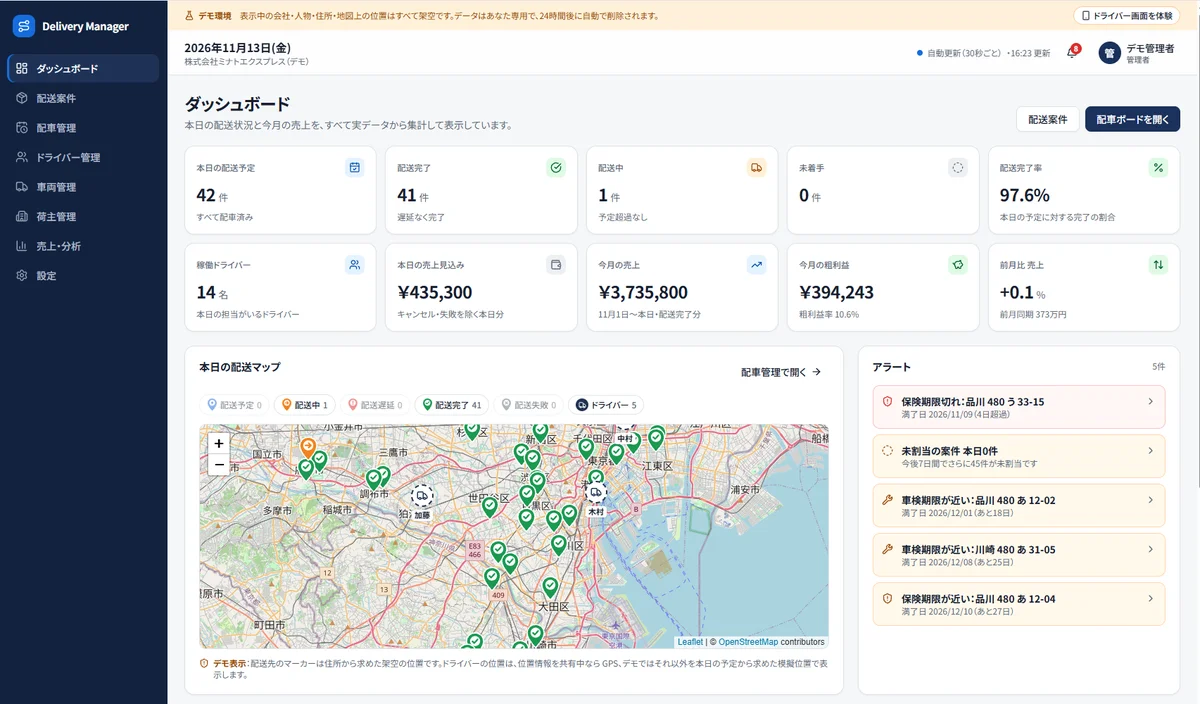 Delivery Manager
ダッシュボード
配送案件
配車管理
ドライバー管理
車両管理
荷主管理
売上・分析
設定
デモ環境 表示中の会社・人物・住所・地図上の位置はすべて架空です。データはあなた専用で、24時間後に自動で削除されます。
ドライバー画面を体験
2026年11月13日(金)
株式会社ミナトエクスプレス(デモ)
自動更新(30秒ごと) ・16:23 更新
8
管
デモ管理者
管理者
ダッシュボード
本日の配送状況と今月の売上を、すべて実データから集計して表示しています。
配送案件
配車ボードを開く
本日の配送予定
42 件
すべて配車済み
配送完了
41 件
遅延なく完了
配送中
1 件
予定超過なし
未着手
0 件
配送完了率
97.6%
本日の予定に対する完了の割合
稼働ドライバー
14 名
本日の担当がいるドライバー
本日の売上見込み
¥435,300
キャンセル・失敗を除く本日分
今月の売上
¥3,735,800
11月1日〜本日・配送完了分
今月の粗利益
¥394,243
粗利益率 10.6%
前月比 売上
+0.1 %
前月同期 373万円
本日の配送マップ
配車管理で開く →
配送予定 0
配送中 1
配送遅延 0
配送完了 41
配送失敗 0
ドライバー 5
+
−
国立市
三鷹市
調布市
多摩市
稲城市
町田市
加藤
世田谷区
中村
江東区
浦安市
木村
大田区
E83
466
409
12
13
Leaflet | © OpenStreetMap contributors
デモ表示：配送先のマーカーは住所から求めた架空の位置です。ドライバーの位置は、位置情報を共有中なら GPS、デモではそれ以外を本日の予定から求めた模擬位置で表
示します。
アラート
5件
保険期限切れ：品川 480 う 33-15
満了日 2026/11/09（4日超過）
未割当の案件 本日0件
今後7日間でさらに45件が未割当です
車検期限が近い：品川 480 あ 12-02
満了日 2026/12/01（あと18日）
車検期限が近い：川崎 480 あ 31-05
満了日 2026/12/08（あと25日）
保険期限が近い：品川 480 あ 12-04
満了日 2026/12/10（あと27日）